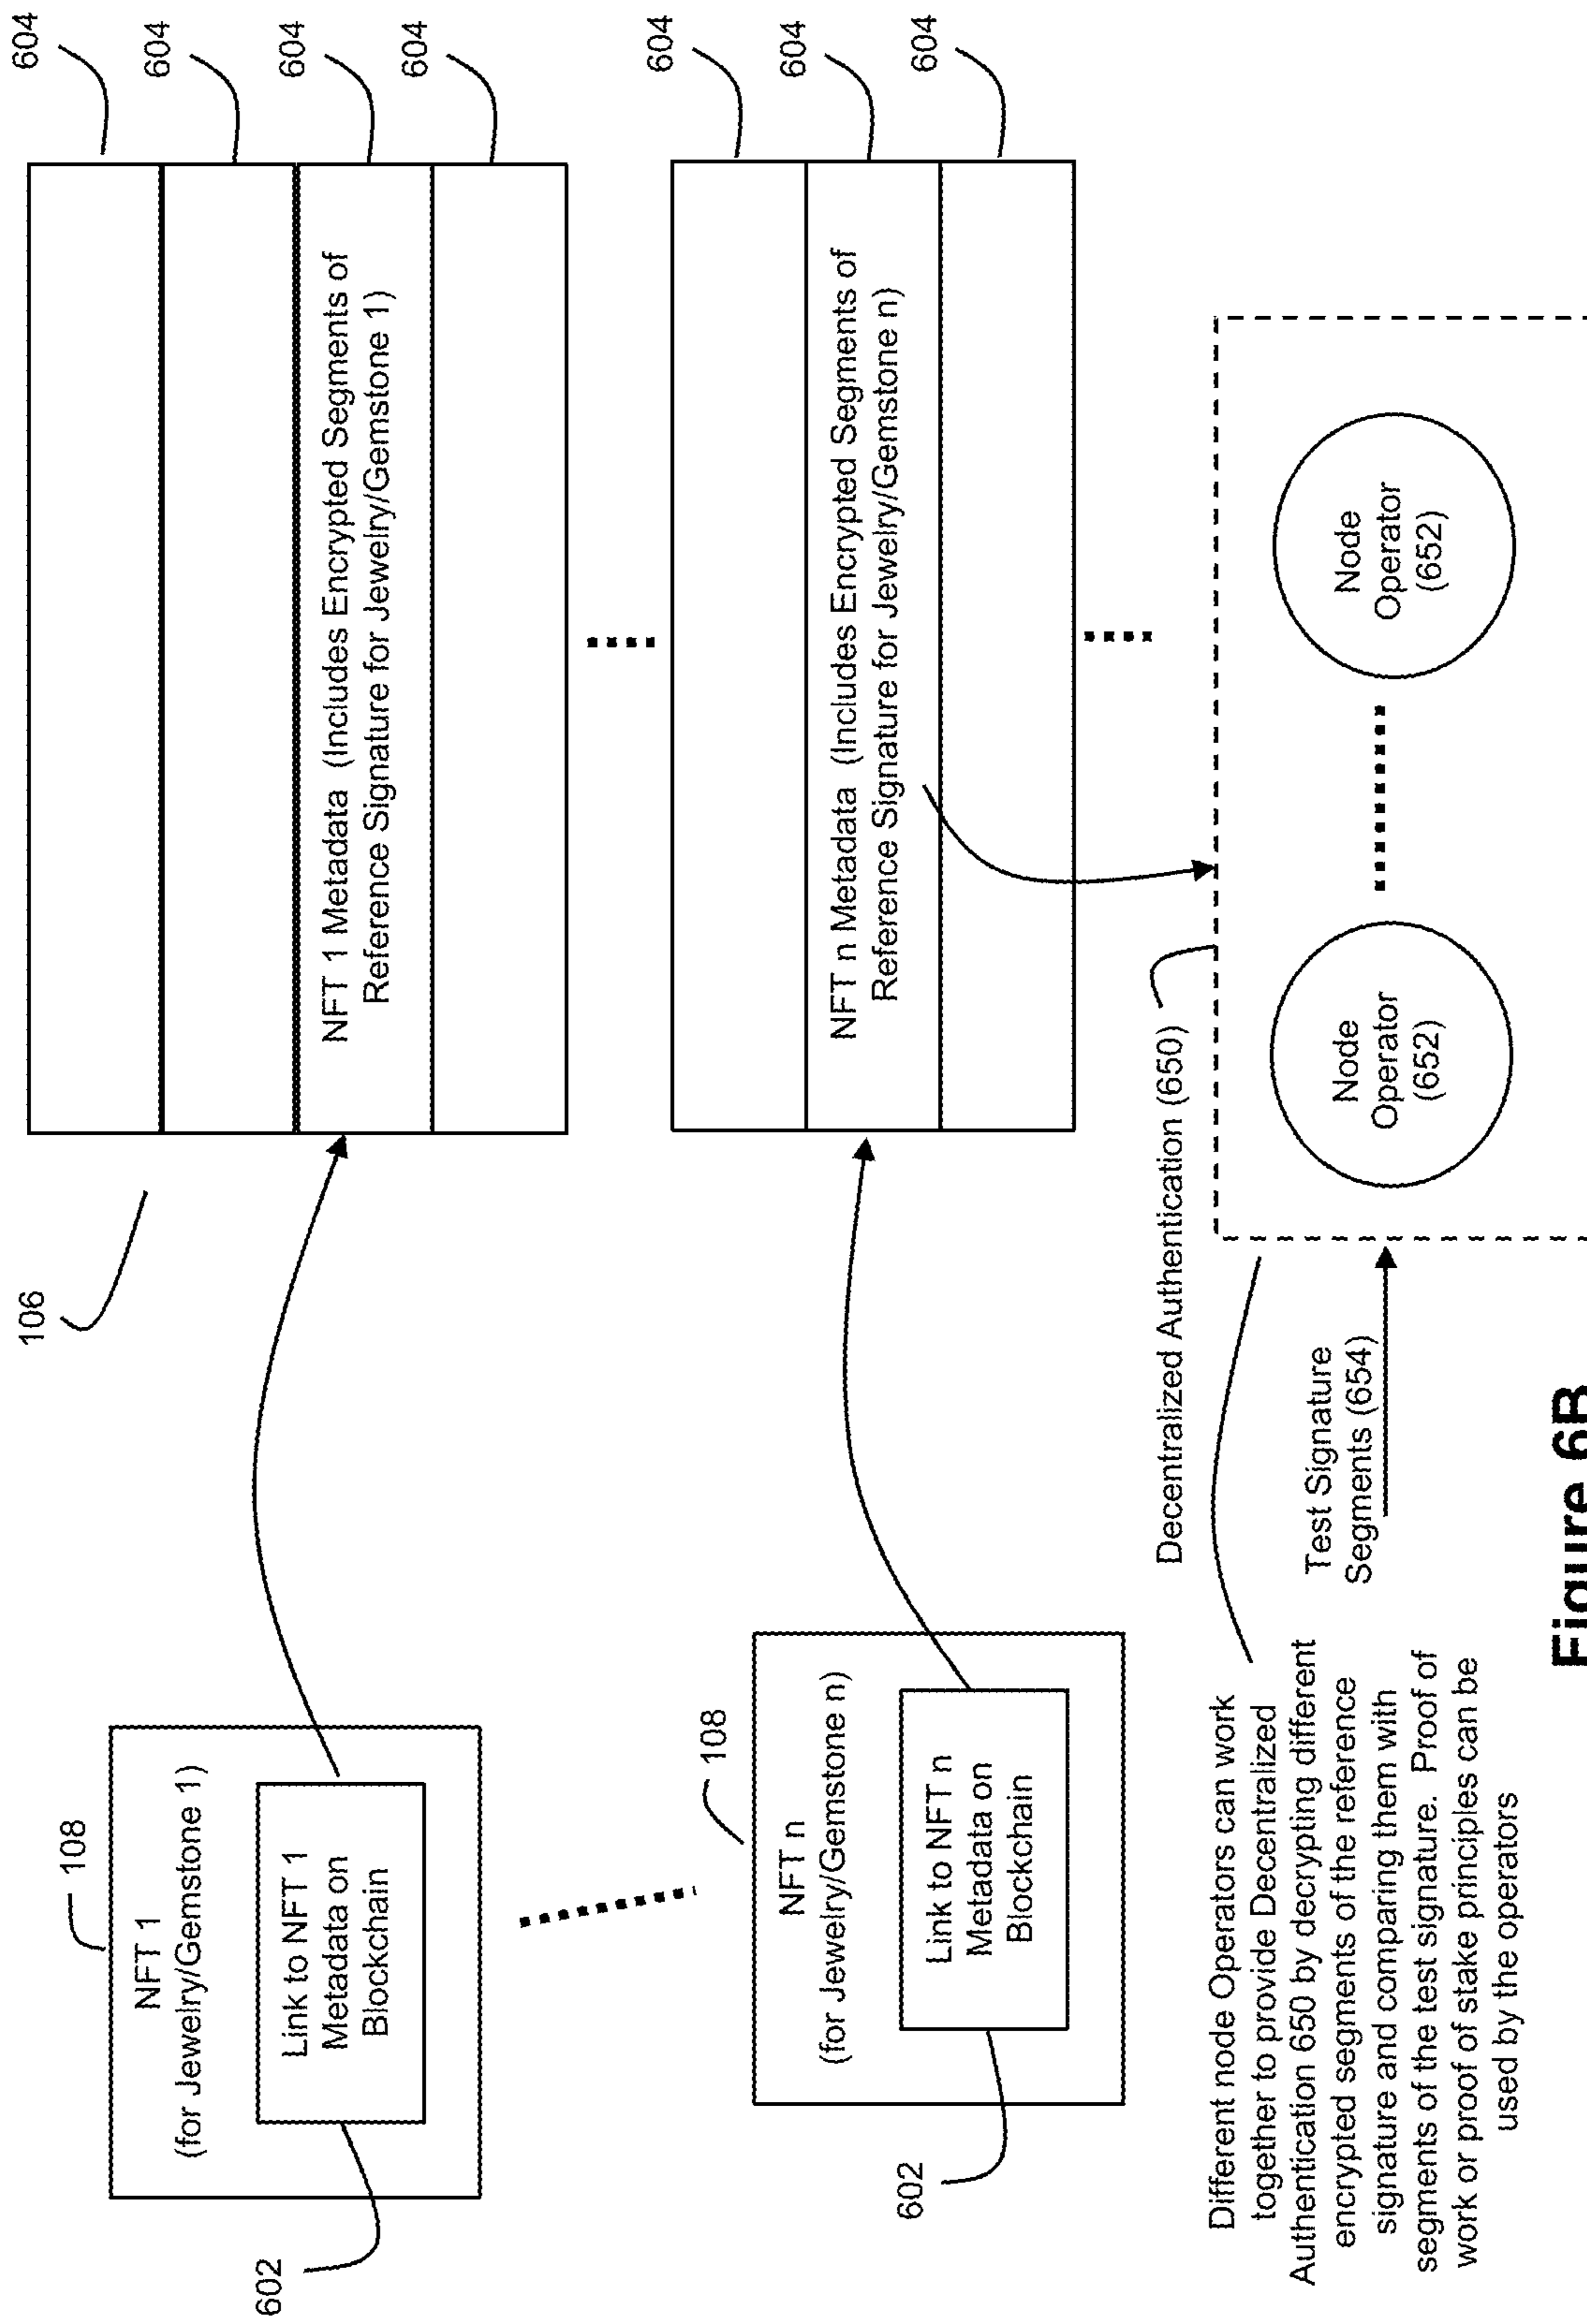 604
604
604
604
106
108
NFT 1
(for Jewelry/Gemstone 1)
Link to NFT 1
Metadata on
Blockchain
602
NFT 1 Metadata (Includes Encrypted Segments of
Reference Signature for Jewelry/Gemstone 1)
604
604
604
108
NFT n
(for Jewelry/Gemstone n)
Link to NFT n
Metadata on
Blockchain
602
NFT n Metadata (Includes Encrypted Segments of
Reference Signature for Jewelry/Gemstone n)
Decentralized Authentication (650)
Different node Operators can work
together to provide Decentralized
Authentication 650 by decrypting different
encrypted segments of the reference
signature and comparing them with
segments of the test signature. Proof of
work or proof of stake principles can be
used by the operators
Test Signature
Segments (654)
Node
Operator
(652)
Node
Operator
(652)
Figure 6B